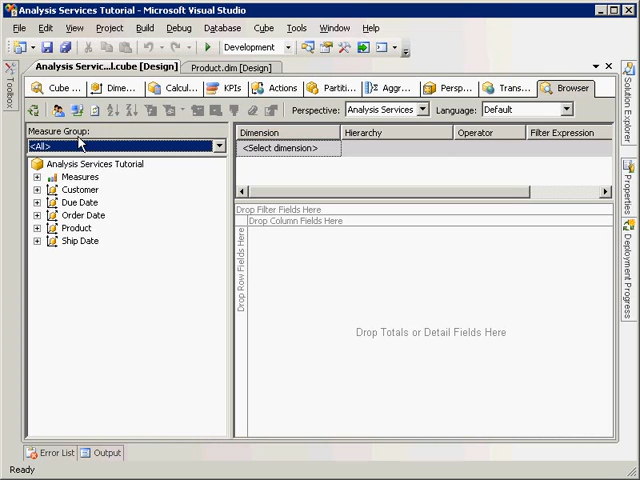 Analysis Services Tutorial - Microsoft Visual Studio
File Edit View Project Build Debug Database Cube Tools Window Help
Development
Analysis Servic...l.cube [Design] Product.dim [Design]
Cube ... Dime... Calcul... KPIs Actions Partiti... Aggr... Persp... Trans... Browser
Perspective: Analysis Services Language: Default
Measure Group:
<All>
Analysis Services Tutorial
Measures
Customer
Due Date
Order Date
Product
Ship Date
Dimension Hierarchy Operator Filter Expression
<Select dimension>
Drop Filter Fields Here
Drop Column Fields Here
Drop Row Fields Here
Drop Totals or Detail Fields Here
Toolbox
Solution Explorer
Properties
Deployment Progress
Error List Output
Ready